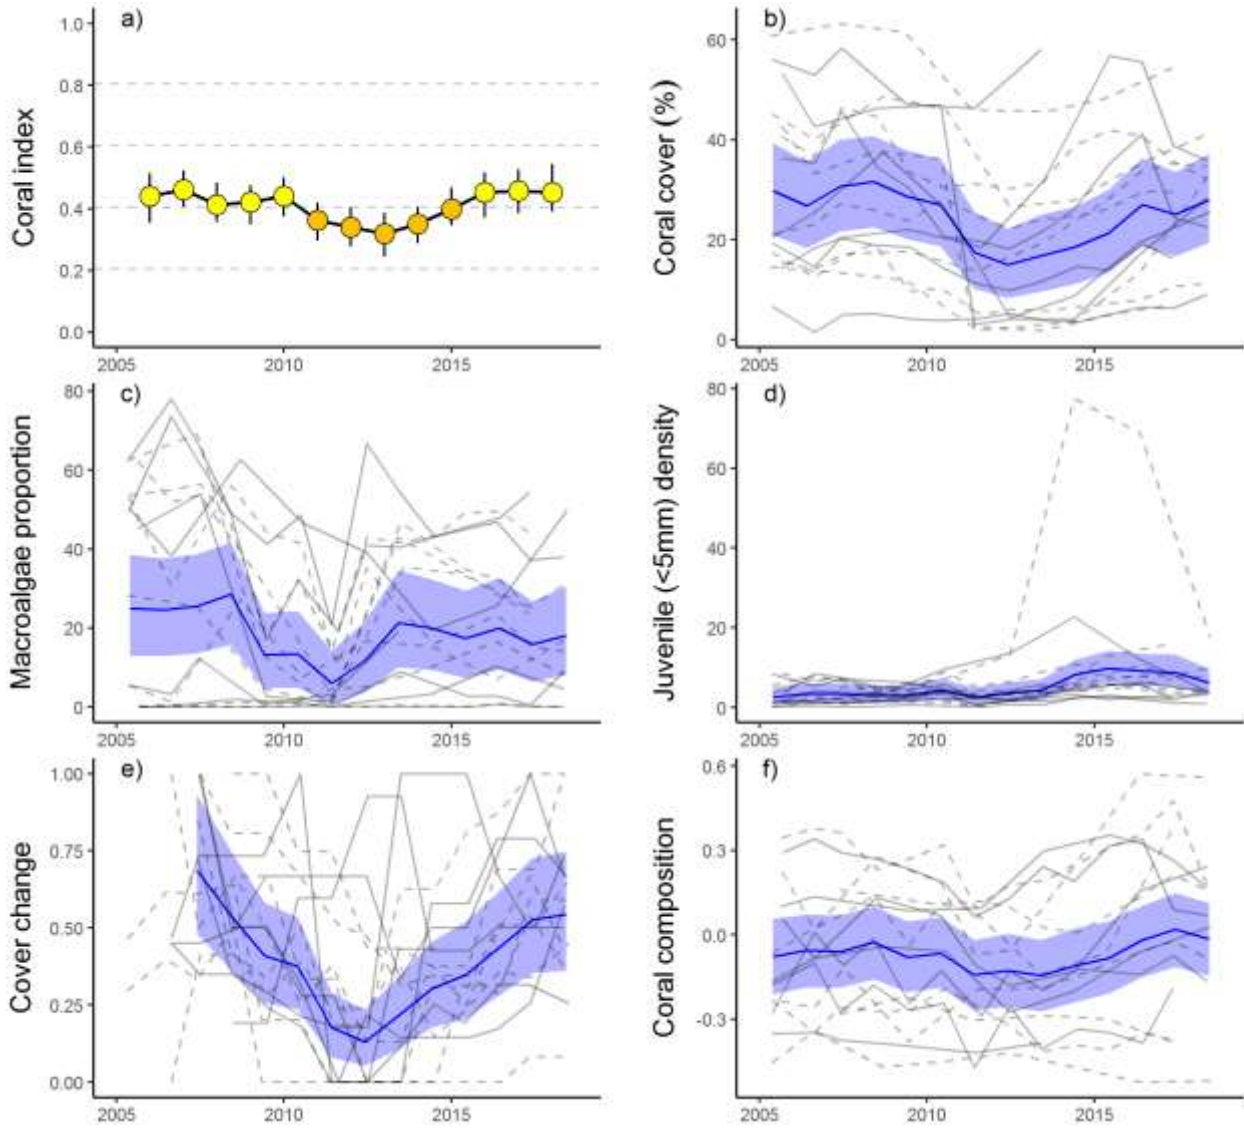 a)
Coral index
1.0
0.8
0.6
0.4
0.2
0.0
2005 2010 2015
b)
Coral cover (%)
60
40
20
0
2005 2010 2015
c)
Macroalgae proportion
80
60
40
20
0
2005 2010 2015
d)
Juvenile (<5mm) density
80
60
40
20
0
2005 2010 2015
e)
Cover change
1.00
0.75
0.50
0.25
0.00
2005 2010 2015
f)
Coral composition
0.6
0.3
0.0
-0.3
2005 2010 2015